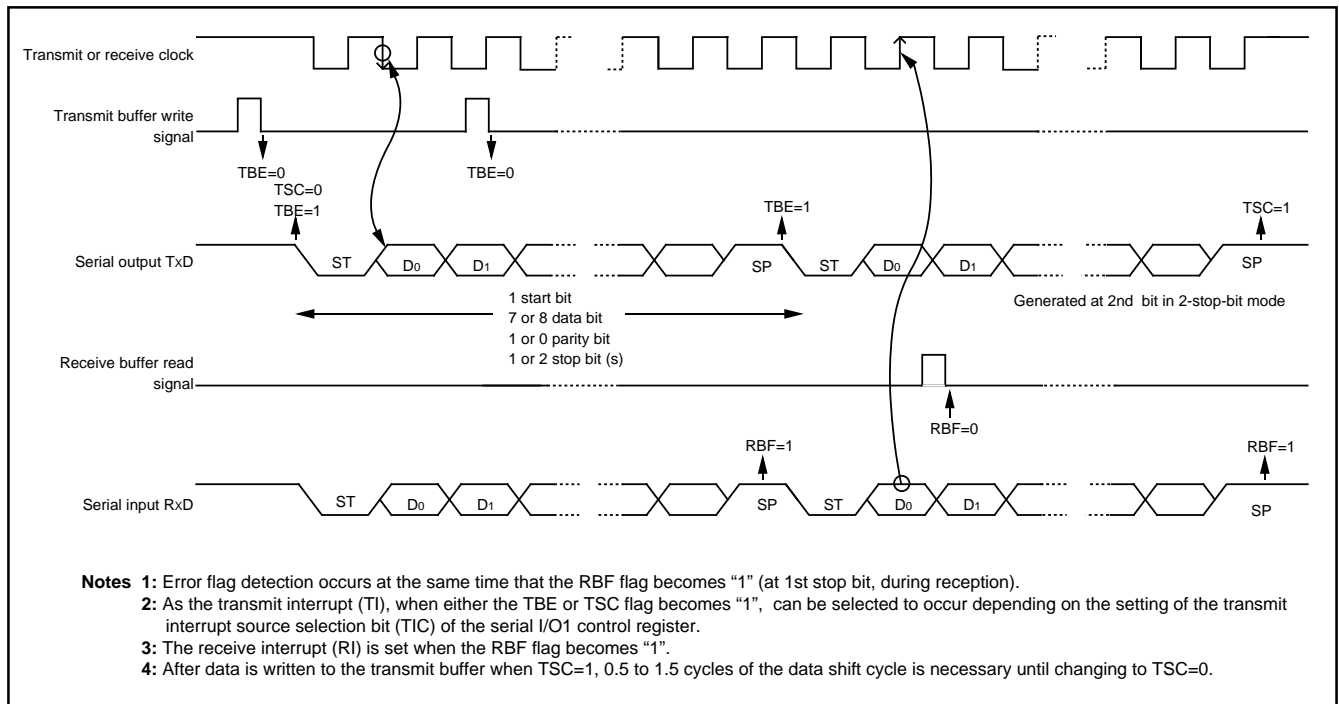 Transmit or receive clock
Transmit buffer write
signal
TBE=0
TBE=0
TSC=0
TBE=1
TBE=1
TSC=1
Serial output TxD
ST
D0
D1
SP
ST
D0
D1
SP
1 start bit
7 or 8 data bit
1 or 0 parity bit
1 or 2 stop bit (s)
Generated at 2nd bit in 2-stop-bit mode
Receive buffer read
signal
RBF=0
RBF=1
RBF=1
Serial input RxD
ST
D0
D1
SP
ST
D0
D1
SP
Notes 1: Error flag detection occurs at the same time that the RBF flag becomes “1” (at 1st stop bit, during reception).
2: As the transmit interrupt (TI), when either the TBE or TSC flag becomes “1”, can be selected to occur depending on the setting of the transmit
interrupt source selection bit (TIC) of the serial I/O1 control register.
3: The receive interrupt (RI) is set when the RBF flag becomes “1”.
4: After data is written to the transmit buffer when TSC=1, 0.5 to 1.5 cycles of the data shift cycle is necessary until changing to TSC=0.